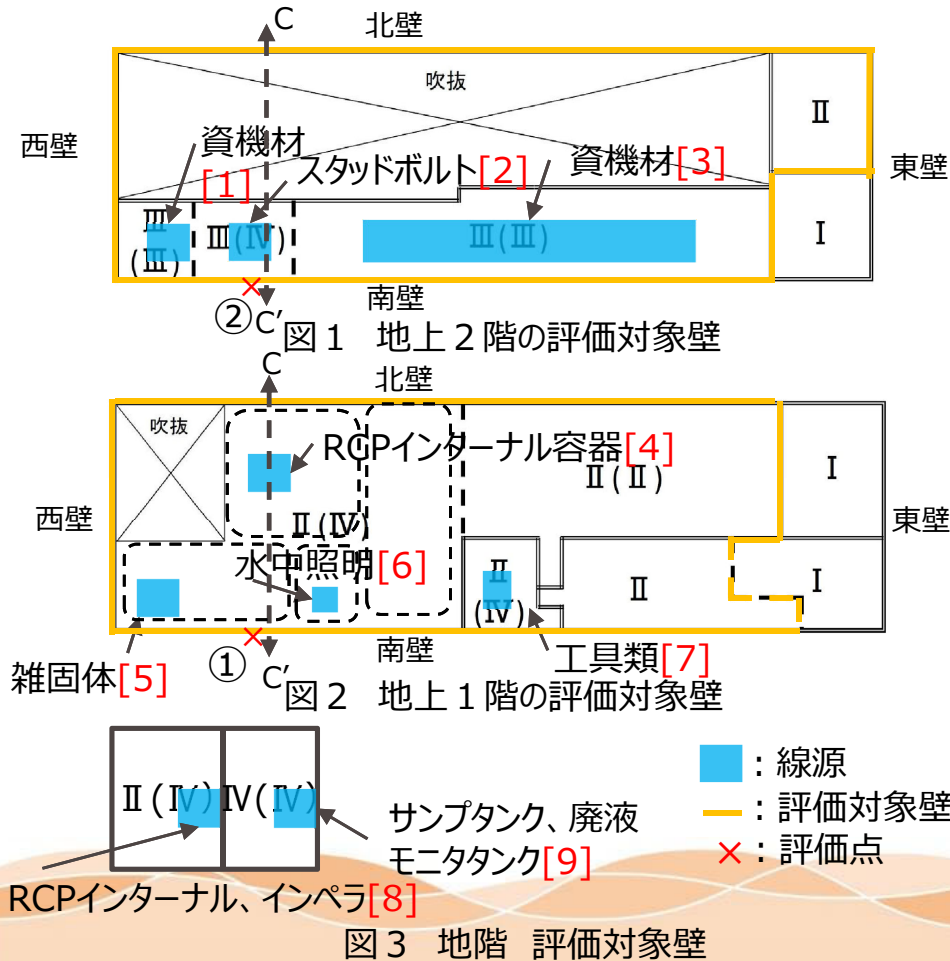 C
北壁
吹抜
Ⅱ
西壁
資機材
[1]
スタッドボルト[2]
資機材[3]
東壁
Ⅲ
(Ⅲ)
Ⅲ(Ⅳ)
Ⅲ(Ⅲ)
Ⅰ
② C’
南壁
図１　地上２階の評価対象壁
C
北壁
吹抜
RCPインターナル容器[4]
Ⅱ(Ⅱ)
Ⅰ
西壁
Ⅱ(Ⅳ)
東壁
水中照明[6]
Ⅱ
(Ⅳ)
Ⅱ
Ⅰ
① C’
南壁
工具類[7]
雑固体[5]
図２　地上１階の評価対象壁
Ⅱ(Ⅳ)
Ⅳ(Ⅳ)
：線源
サンプタンク、廃液
モニタタンク[9]
：評価対象壁
×：評価点
RCPインターナル、インペラ[8]
図３　地階 評価対象壁